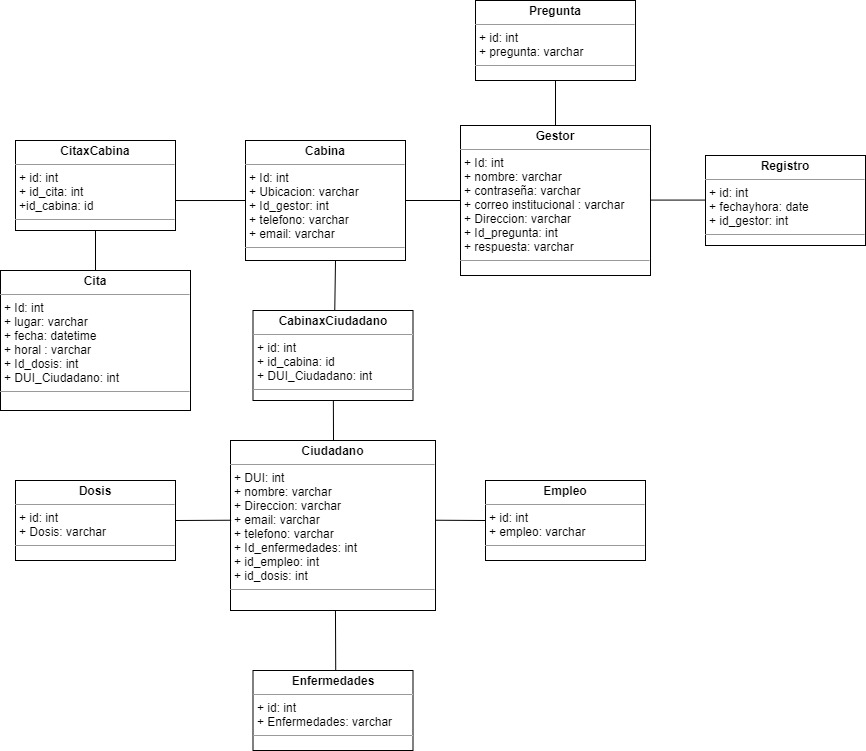 Pregunta
+ id: int
+ pregunta: varchar
CitaxCabina
+ id: int
+ id_cita: int
+id_cabina: id
Cabina
+ Id: int
+ Ubicacion: varchar
+ Id_gestor: int
+ telefono: varchar
+ email: varchar
Gestor
+ Id: int
+ nombre: varchar
+ contraseña: varchar
+ correo institucional : varchar
+ Direccion: varchar
+ Id_pregunta: int
+ respuesta: varchar
Registro
+ id: int
+ fechayhora: date
+ id_gestor: int
Cita
+ Id: int
+ lugar: varchar
+ fecha: datetime
+ horal : varchar
+ Id_dosis: int
+ DUI_Ciudadano: int
CabinaxCiudadano
+ id: int
+ id_cabina: id
+ DUI_Ciudadano: int
Ciudadano
+ DUI: int
+ nombre: varchar
+ Direccion: varchar
+ email: varchar
+ telefono: varchar
+ Id_enfermedades: int
+ id_empleo: int
+ id_dosis: int
Dosis
+ id: int
+ Dosis: varchar
Empleo
+ id: int
+ empleo: varchar
Enfermedades
+ id: int
+ Enfermedades: varchar